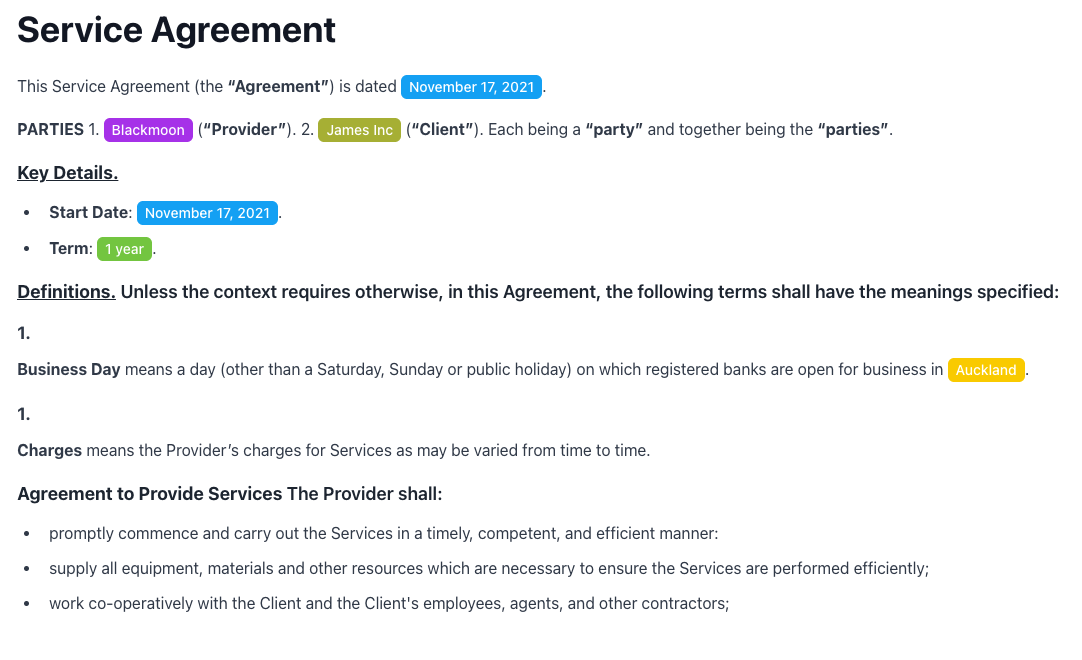 Service Agreement
This Service Agreement (the “Agreement”) is dated November 17, 2021.
PARTIES 1. Blackmoon (“Provider”). 2. James Inc (“Client”). Each being a “party” and together being the “parties”.
Key Details.
• Start Date: November 17, 2021.
• Term: 1 year.
Definitions. Unless the context requires otherwise, in this Agreement, the following terms shall have the meanings specified:
1.
Business Day means a day (other than a Saturday, Sunday or public holiday) on which registered banks are open for business in Auckland.
1.
Charges means the Provider’s charges for Services as may be varied from time to time.
Agreement to Provide Services The Provider shall:
• promptly commence and carry out the Services in a timely, competent, and efficient manner:
• supply all equipment, materials and other resources which are necessary to ensure the Services are performed efficiently;
• work co-operatively with the Client and the Client's employees, agents, and other contractors;